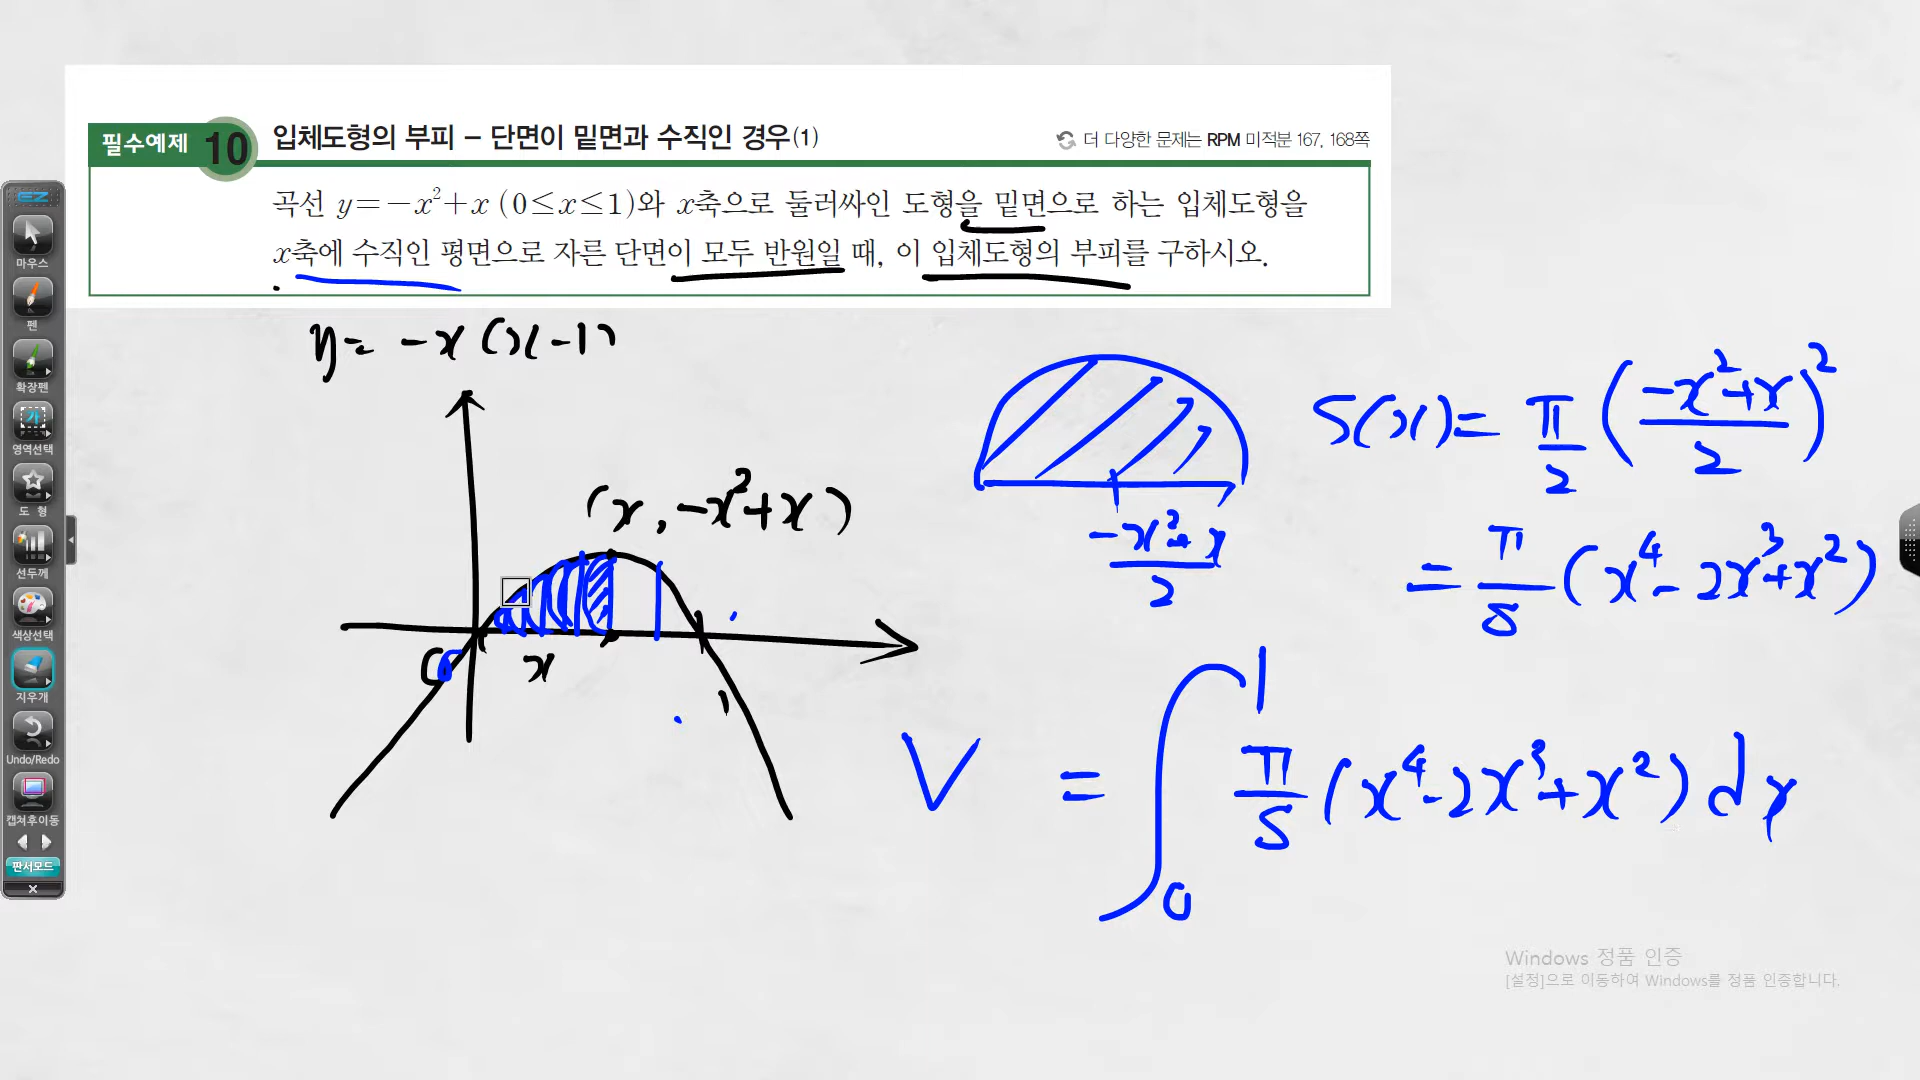 필수예제 10 입체도형의 부피 – 단면이 밑면과 수직인 경우(1)
더 다양한 문제는 RPM 미적분 167, 168쪽
곡선 y=-x²+x (0≤x≤1)와 x축으로 둘러싸인 도형을 밑면으로 하는 입체도형을
x축에 수직인 평면으로 자른 단면이 모두 반원일 때, 이 입체도형의 부피를 구하시오.
y= -x(x-1)
(x, -x²+x)
x
1
(-x²+x)/2
S(x)= π/2 ((-x²+x)/2)²
= π/8 (x⁴-2x³+x²)
V = ∫₀¹ π/8 (x⁴-2x³+x²) dx
EZ
마우스
펜
확장펜
가
영역선택
도 형
선두께
색상선택
지우개
Undo/Redo
캡쳐후이동
판서모드
x
Windows 정품 인증
[설정]으로 이동하여 Windows를 정품 인증합니다.